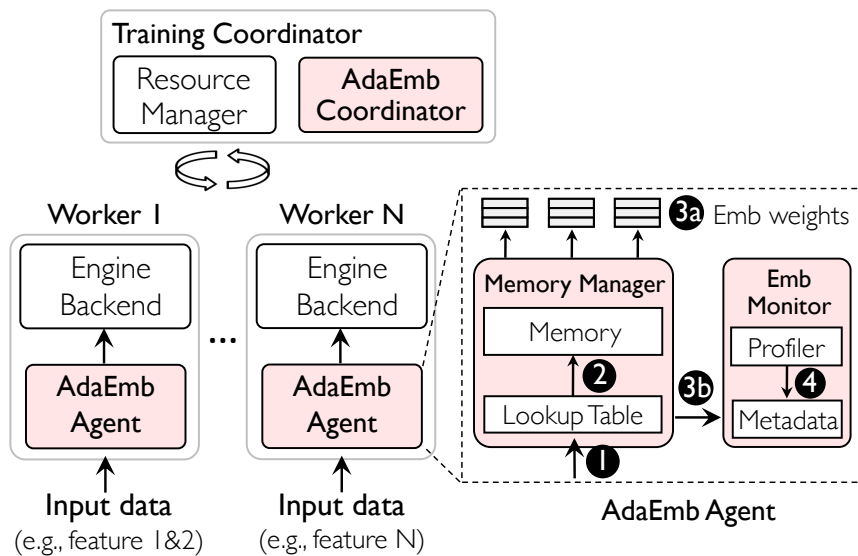 Training Coordinator
Resource
Manager
AdaEmb
Coordinator
Worker 1
Engine
Backend
AdaEmb
Agent
Input data
(e.g., feature 1&2)
...
Worker N
Engine
Backend
AdaEmb
Agent
Input data
(e.g., feature N)
3a Emb weights
Memory Manager
Memory
2
Lookup Table
1
3b
Emb
Monitor
Profiler
4
Metadata
AdaEmb Agent